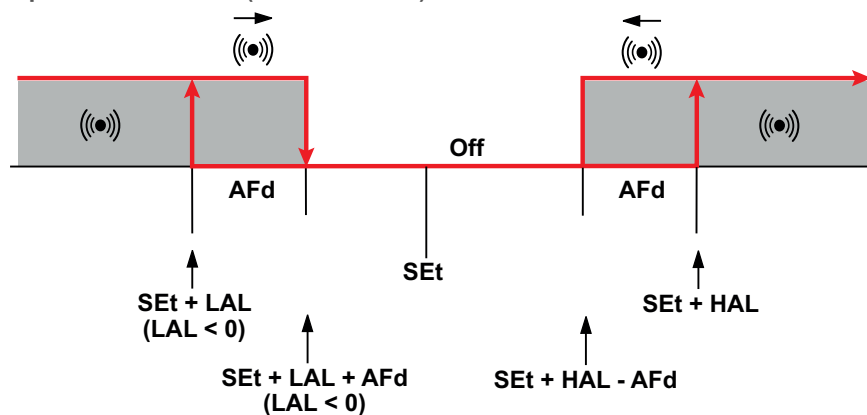 Off
AFd
AFd
SEt
SEt + LAL
(LAL < 0)
SEt + HAL
SEt + LAL + AFd
(LAL < 0)
SEt + HAL - AFd